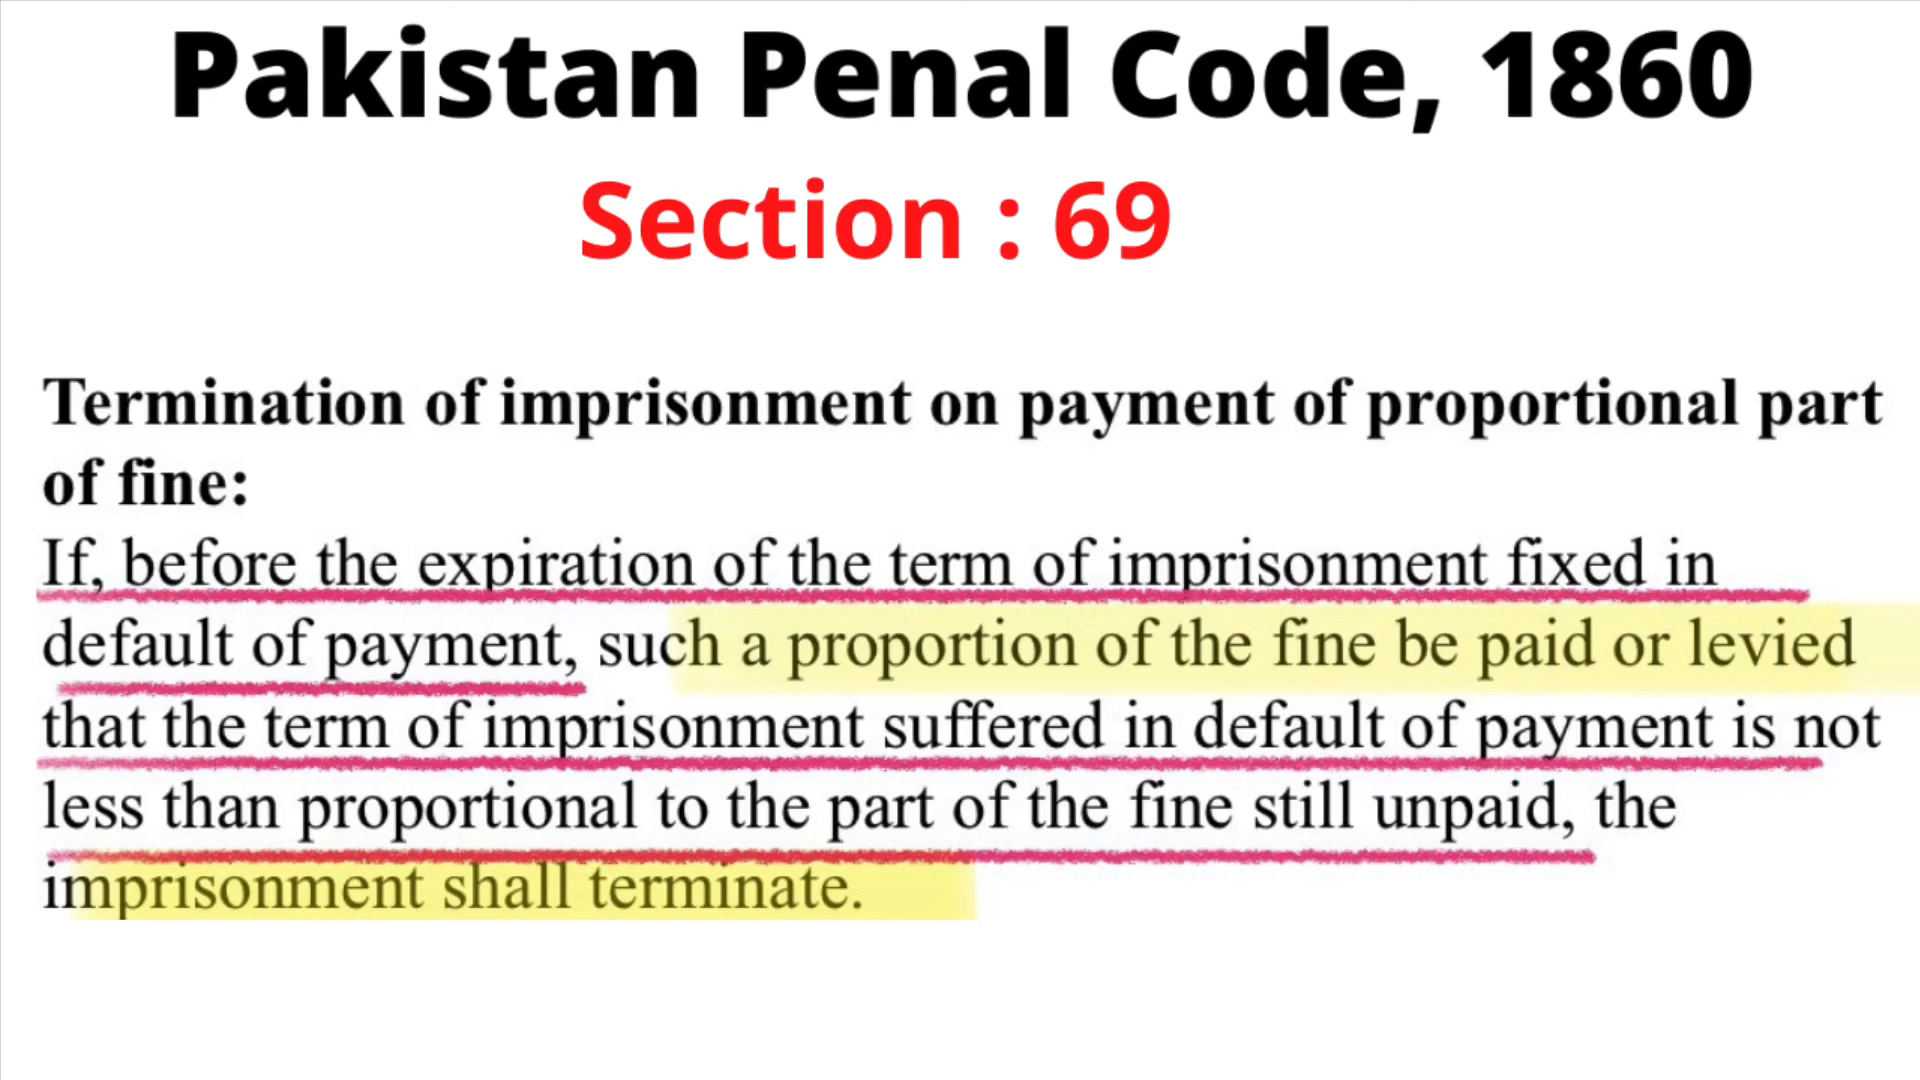 Pakistan Penal Code, 1860
Section : 69
Termination of imprisonment on payment of proportional part
of fine:
If, before the expiration of the term of imprisonment fixed in
default of payment, such a proportion of the fine be paid or levied
that the term of imprisonment suffered in default of payment is not
less than proportional to the part of the fine still unpaid, the
imprisonment shall terminate.